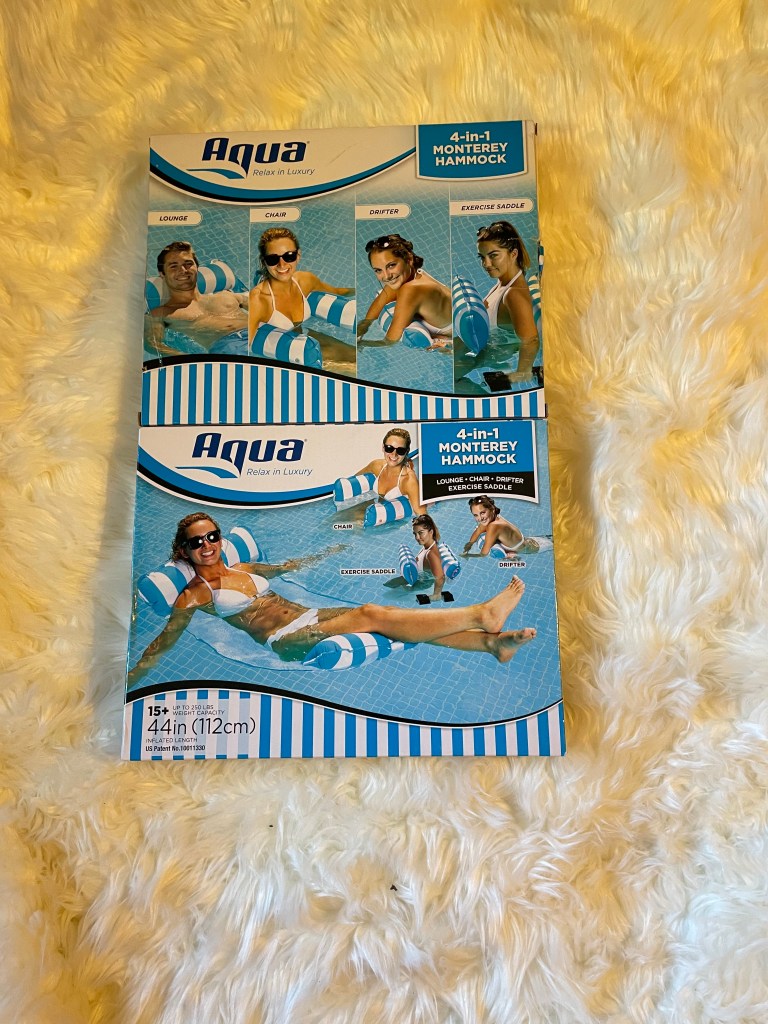 Aqua
Relax in Luxury
4-in-1
MONTEREY
HAMMOCK
LOUNGE
CHAIR
DRIFTER
EXERCISE SADDLE
Aqua
Relax in Luxury
4-in-1
MONTEREY
HAMMOCK
LOUNGE • CHAIR • DRIFTER
EXERCISE SADDLE
CHAIR
EXERCISE SADDLE
DRIFTER
15+ UP TO 250 LBS
WEIGHT CAPACITY
44in (112cm)
INFLATED LENGTH
US Patent No.10011330